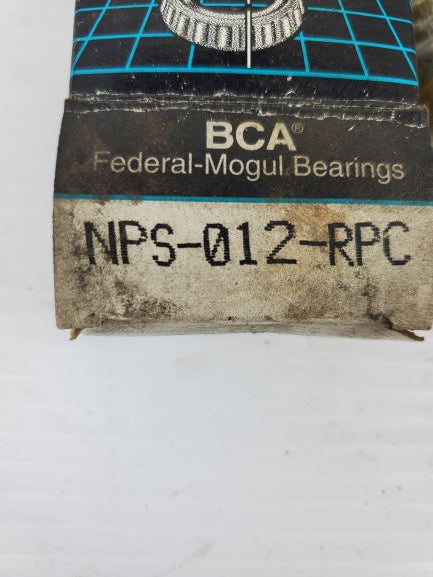 BCA®
Federal-Mogul Bearings
NPS-012-RPC